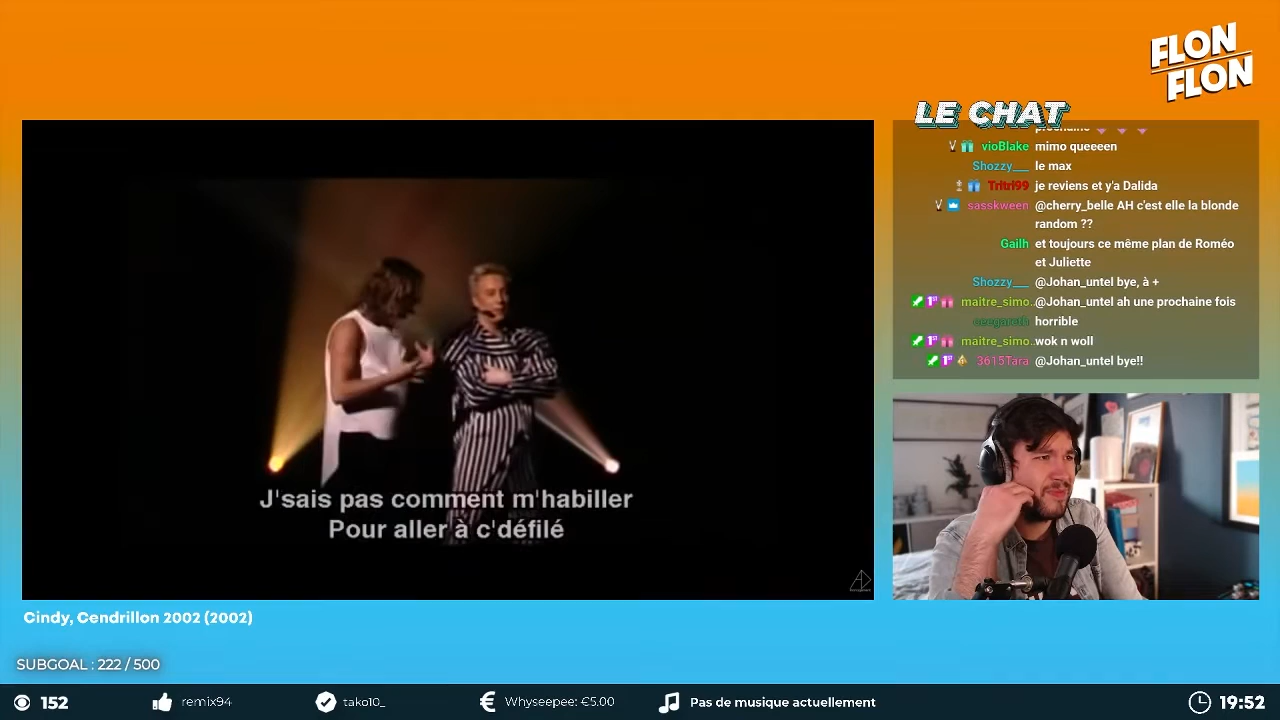 FLON
FLON
LE CHAT
vioBlake mimo queeeen
Shozzy___ le max
Tritri99 je reviens et y'a Dalida
sasskween @cherry_belle AH c'est elle la blonde
random ??
Gailh et toujours ce même plan de Roméo
et Juliette
Shozzy___ @Johan_untel bye, à +
maitre_simo.. @Johan_untel ah une prochaine fois
horrible
maitre_simo.. wok n woll
3615Tara @Johan_untel bye!!
J'sais pas comment m'habiller
Pour aller à c'défilé
Cindy, Cendrillon 2002 (2002)
SUBGOAL : 222 / 500
152 remix94 tako10_ € Whyseepee: €5.00 Pas de musique actuellement 19:52